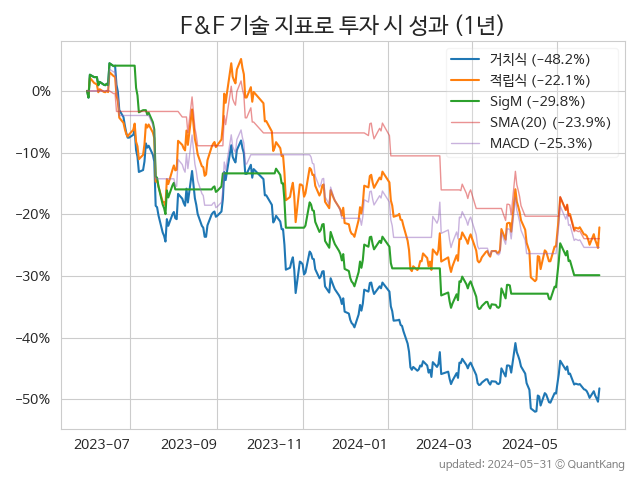 F&F 기술 지표로 투자 시 성과 (1년)
거치식 (−48.2%)
적립식 (−22.1%)
SigM (−29.8%)
SMA(20) (−23.9%)
MACD (−25.3%)
0%
−10%
−20%
−30%
−40%
−50%
2023−07 2023−09 2023−11 2024−01 2024−03 2024−05
updated: 2024−05−31 © QuantKang